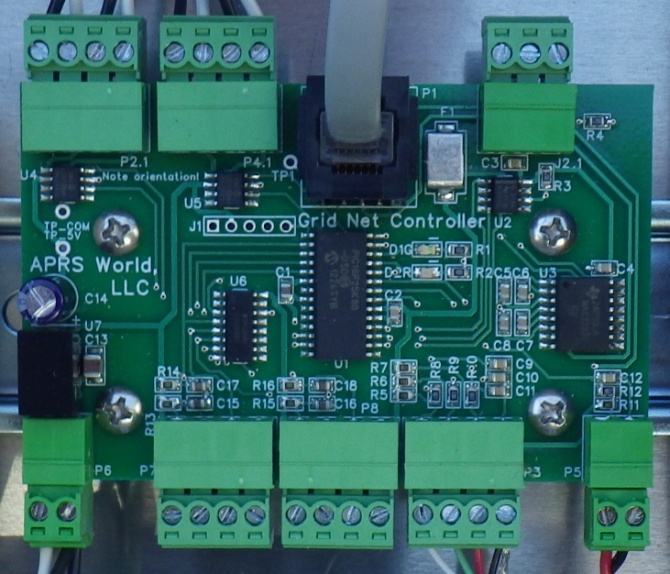 P1
F1
R4
P2.1
P4.1
C3
J2.1
U4
Note orientation!
TP1
R3
U5
TP-COM
TP-5V
J1
Grid Net Controller
U2
D1G
R1
APRS World,
LLC
U6
C1
D2R
R2
C5
C6
U3
C4
C14
C2
U7
C13
U1
C8
C7
R14
C17
R16
C18
R7
R6
R5
R8
R9
R10
C9
C10
C11
C12
R12
R11
R13
C15
R15
C16
P8
P6
P7
P3
P5